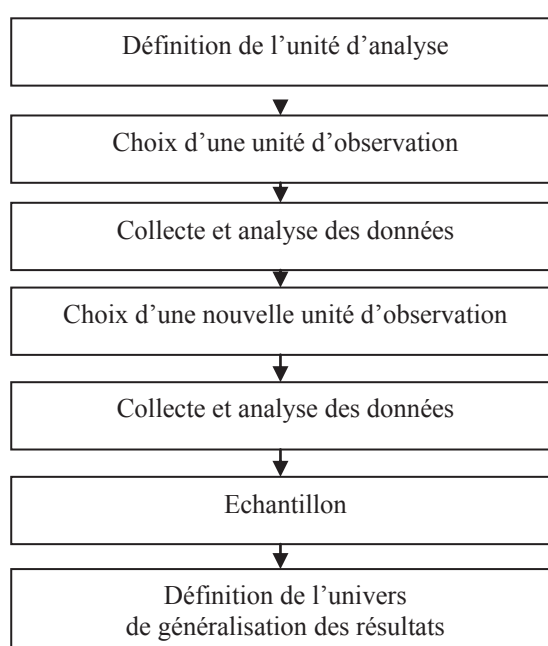 Définition de l’unité d’analyse
Choix d’une unité d’observation
Collecte et analyse des données
Choix d’une nouvelle unité d’observation
Collecte et analyse des données
Echantillon
Définition de l’univers
de généralisation des résultats